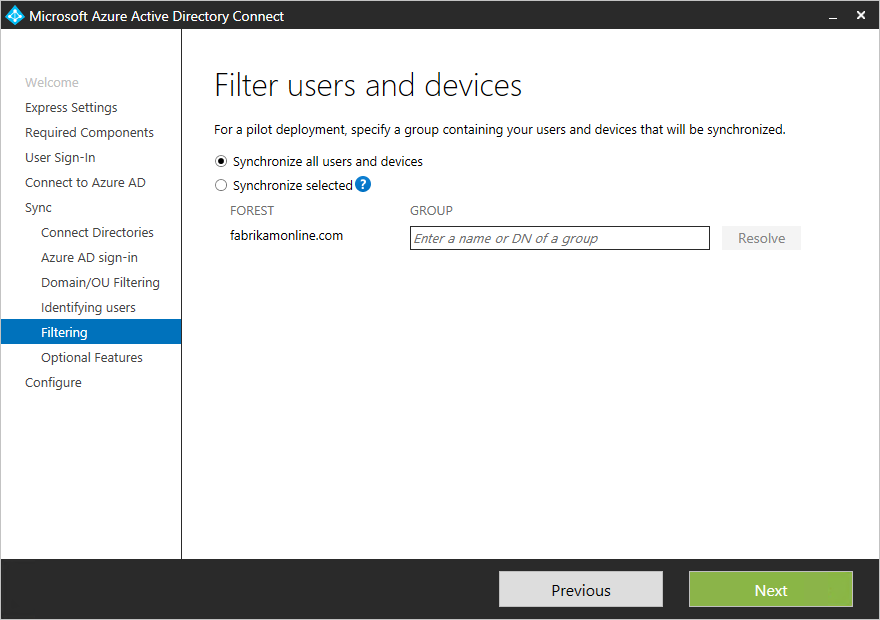 Microsoft Azure Active Directory Connect
Welcome
Express Settings
Required Components
User Sign-In
Connect to Azure AD
Sync
Connect Directories
Azure AD sign-in
Domain/OU Filtering
Identifying users
Filtering
Optional Features
Configure
Filter users and devices
For a pilot deployment, specify a group containing your users and devices that will be synchronized.
Synchronize all users and devices
Synchronize selected ?
FOREST GROUP
fabrikamonline.com Enter a name or DN of a group Resolve
Previous Next